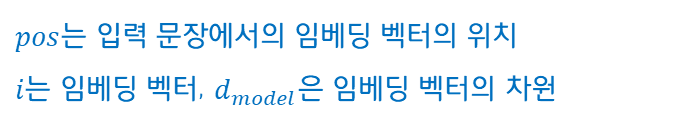 pos는 입력 문장에서의 임베딩 벡터의 위치
i는 임베딩 벡터, d_model은 임베딩 벡터의 차원